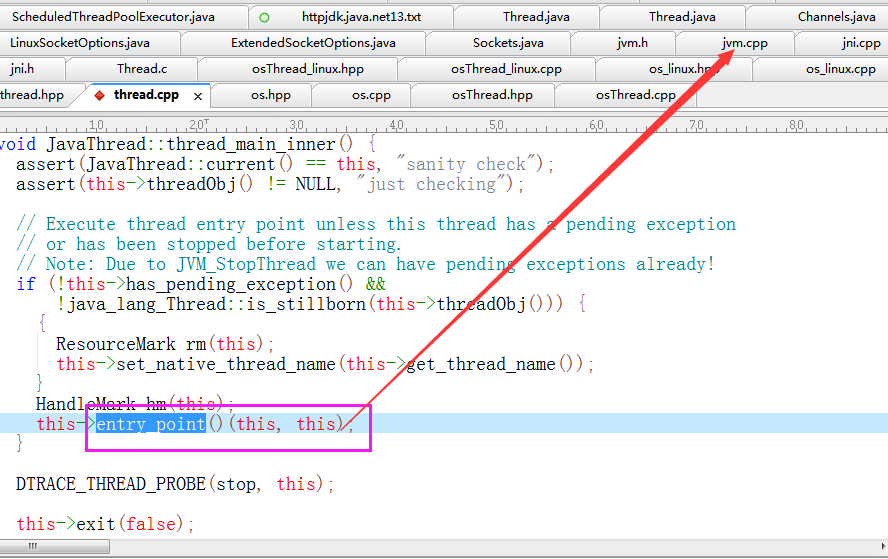 ScheduledThreadPoolExecutor.java httpjdk.java.net13.txt Thread.java Thread.java Channels.java
LinuxSocketOptions.java ExtendedSocketOptions.java Sockets.java jvm.h jvm.cpp jni.cpp
jni.h Thread.c osThread_linux.hpp osThread_linux.cpp os_linux.hpp os_linux.cpp
thread.hpp thread.cpp x os.hpp os.cpp osThread.hpp osThread.cpp
10 20 30 40 50 60 70 80
void JavaThread::thread_main_inner() {
assert(JavaThread::current() == this, "sanity check");
assert(this->threadObj() != NULL, "just checking");
// Execute thread entry point unless this thread has a pending exception
// or has been stopped before starting.
// Note: Due to JVM_StopThread we can have pending exceptions already!
if (!this->has_pending_exception() &&
!java_lang_Thread::is_stillborn(this->threadObj())) {
{
ResourceMark rm(this);
this->set_native_thread_name(this->get_thread_name());
}
HandleMark hm(this);
this->entry_point()(this, this);
}
DTRACE_THREAD_PROBE(stop, this);
this->exit(false);